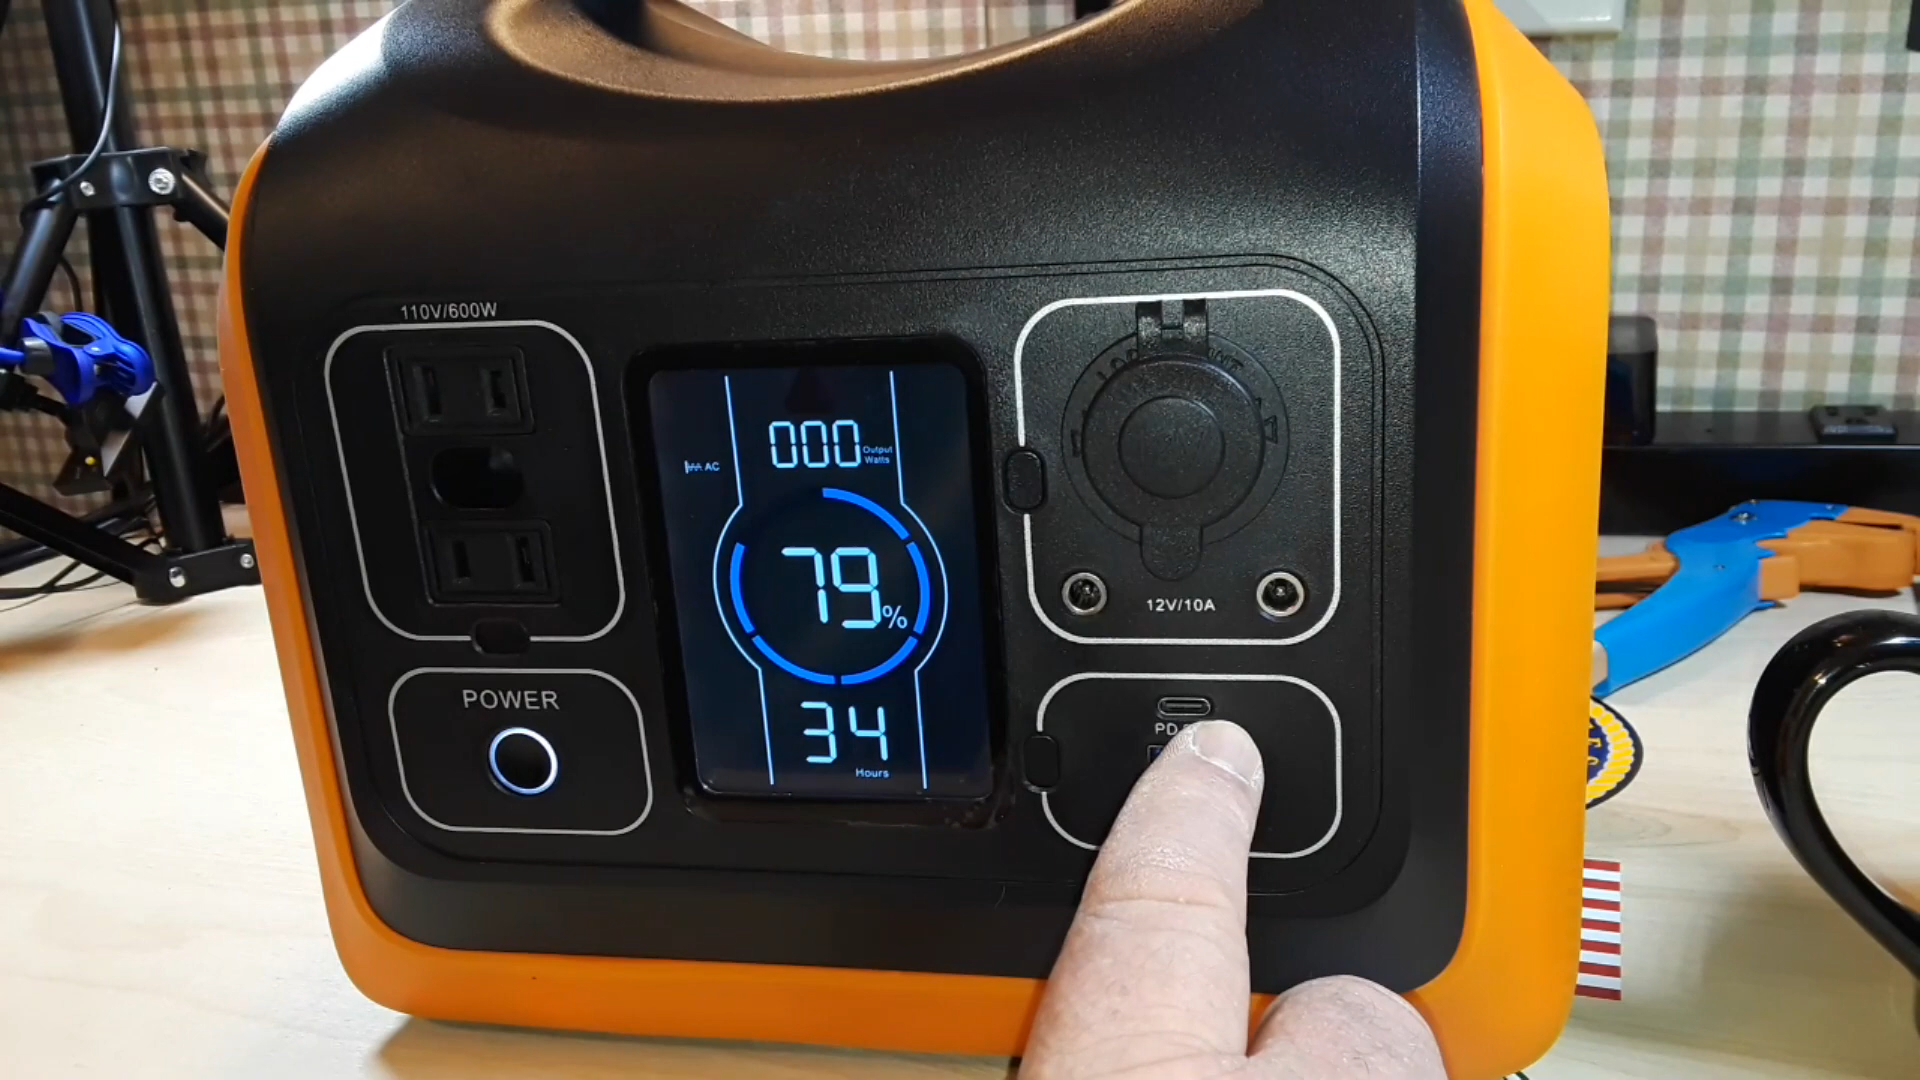 110V/600W
000 Output Watts
AC
79%
34
Hours
POWER
12V/10A
PD